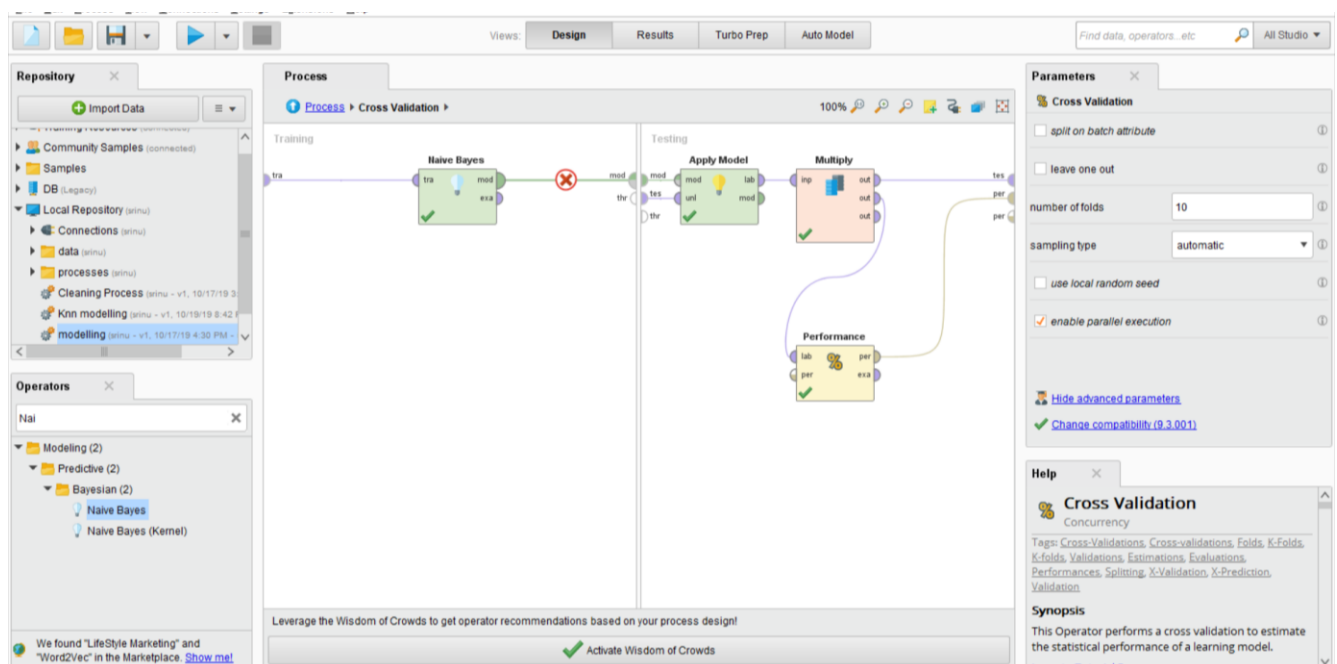 Views:
Design
Results
Turbo Prep
Auto Model
Find data, operators...etc
All Studio
Repository
Import Data
Community Samples (connected)
Samples
DB (Legacy)
Local Repository (srinu)
Connections (srinu)
data (srinu)
processes (srinu)
Cleaning Process (srinu - v1, 10/17/19 3:
Knn modelling (srinu - v1, 10/19/19 8:42
modelling (srinu - v1, 10/17/19 4:30 PM -
Operators
Nai
Modeling (2)
Predictive (2)
Bayesian (2)
Naive Bayes
Naive Bayes (Kernel)
We found "LifeStyle Marketing" and
"Word2Vec" in the Marketplace. Show me!
Process
Process Cross Validation
100%
Training
Testing
Naive Bayes
Apply Model
Multiply
tra
tra mod
exa
mod
thr
mod
tes
thr
mod lab
unl mod
inp out
out
out
tes
per
per
Performance
lab per
per exa
Leverage the Wisdom of Crowds to get operator recommendations based on your process design!
Activate Wisdom of Crowds
Parameters
Cross Validation
split on batch attribute
leave one out
number of folds 10
sampling type automatic
use local random seed
enable parallel execution
Hide advanced parameters
Change compatibility (9.3.001)
Help
Cross Validation
Concurrency
Tags: Cross-Validations, Cross-validations, Folds, K-Folds,
K-folds, Validations, Estimations, Evaluations,
Performances, Splitting, X-Validation, X-Prediction,
Validation
Synopsis
This Operator performs a cross validation to estimate
the statistical performance of a learning model.